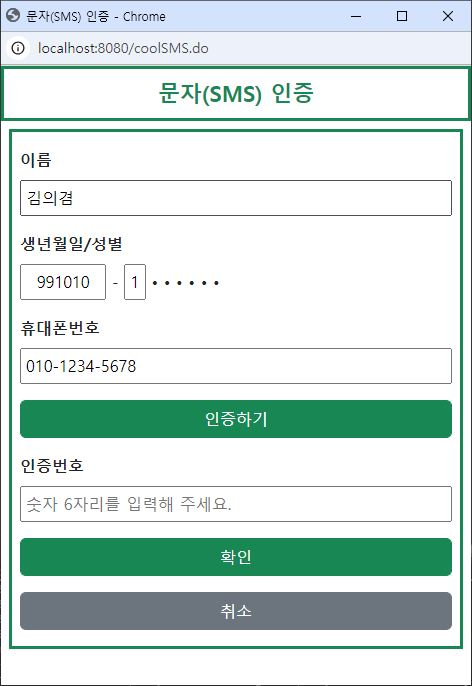 문자(SMS) 인증 - Chrome
localhost:8080/coolSMS.do
문자(SMS) 인증
이름
김의겸
생년월일/성별
991010 - 1 ••••••
휴대폰번호
010-1234-5678
인증하기
인증번호
숫자 6자리를 입력해 주세요.
확인
취소